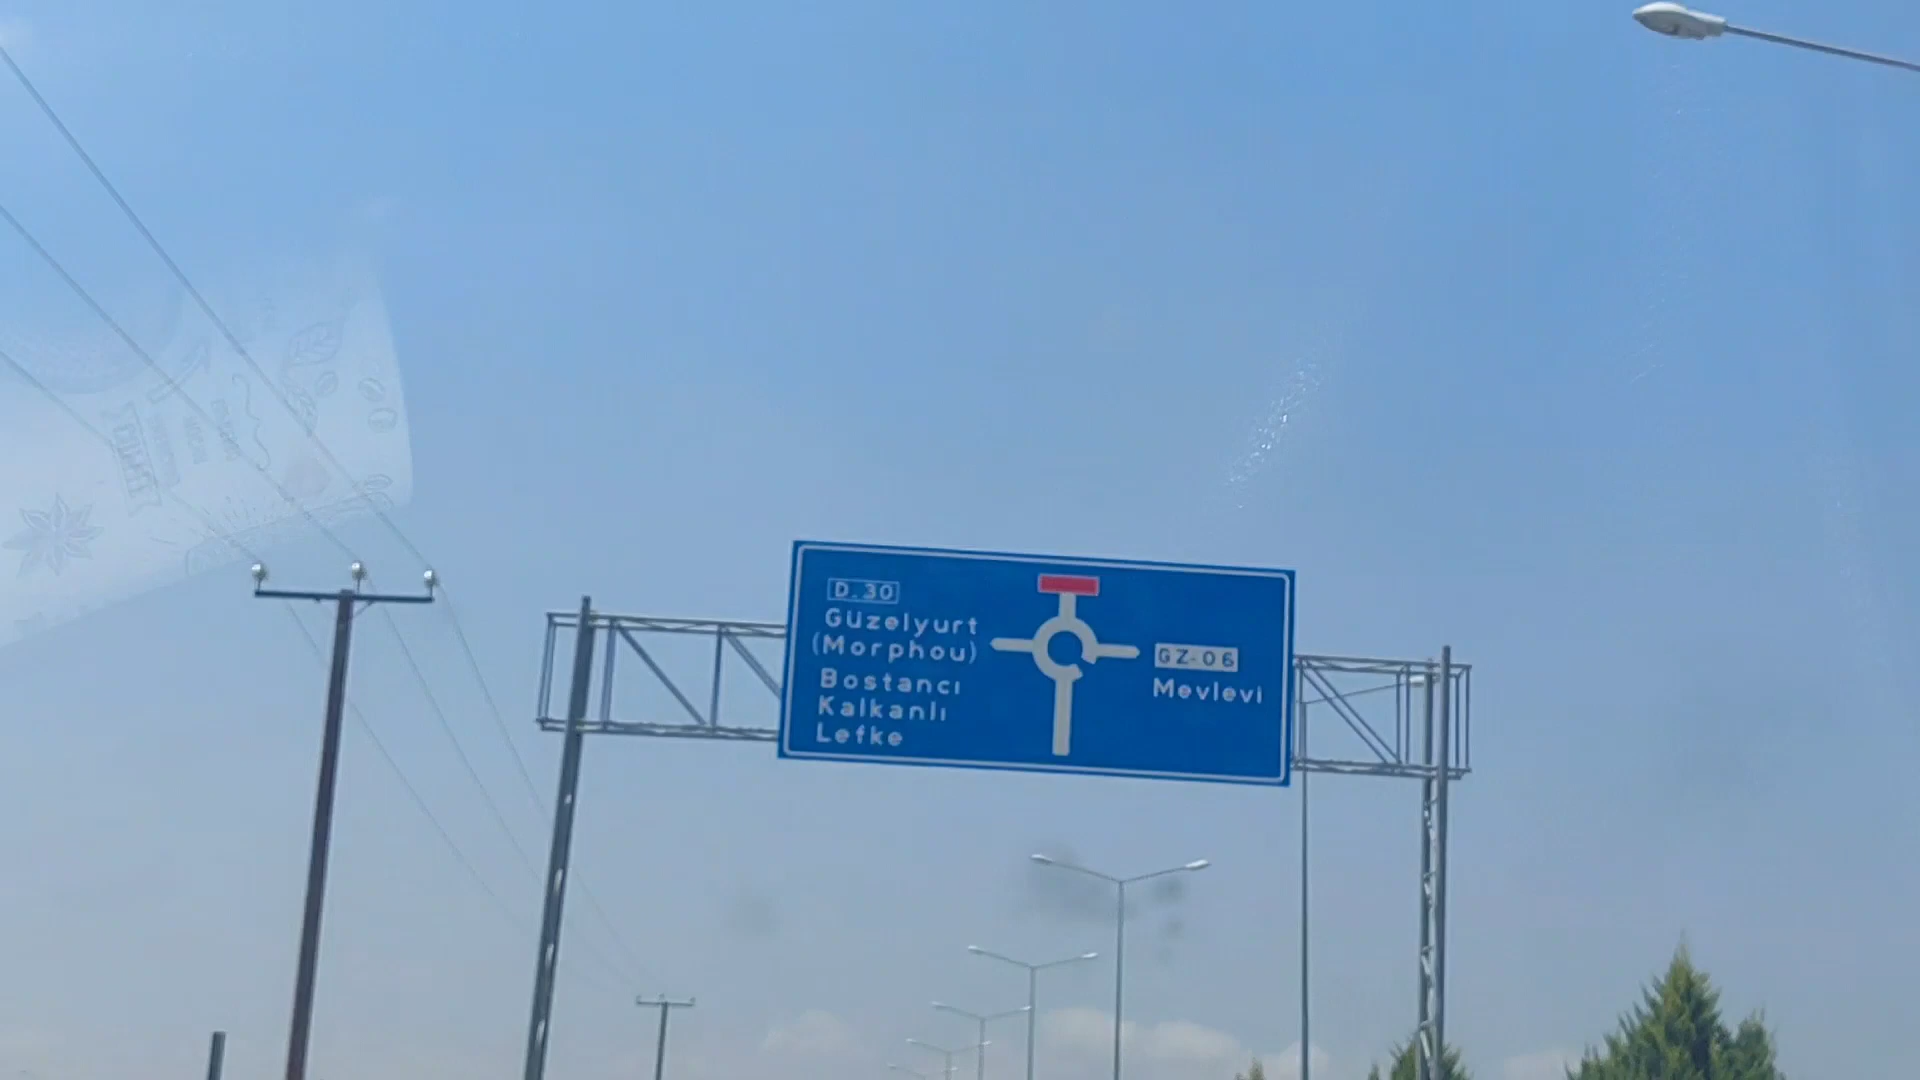 D.30
Güzelyurt
(Morphou)
Bostancı
Kalkanlı
Lefke
GZ-06
Mevlevi